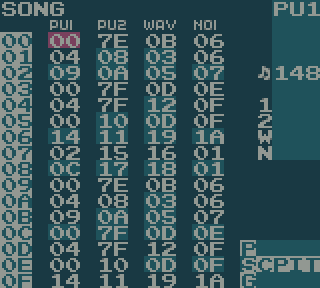 SONG PU1
PU1 PU2 WAV NOI
00 00 7E 0B 06
01 04 08 03 06
02 09 0A 05 07 ♫148
03 00 7F 0D 0E
04 04 7F 12 0F 1
05 00 10 0D 0F 2
06 14 11 19 1A W
07 02 15 16 01 N
08 0C 17 18 01
09 00 7E 0B 06
0A 04 08 03 06
0B 09 0A 05 07
0C 00 7F 0D 0E
0D 04 7F 12 0F P
0E 00 10 0D 0F SCPIT
0F 14 11 19 1A G